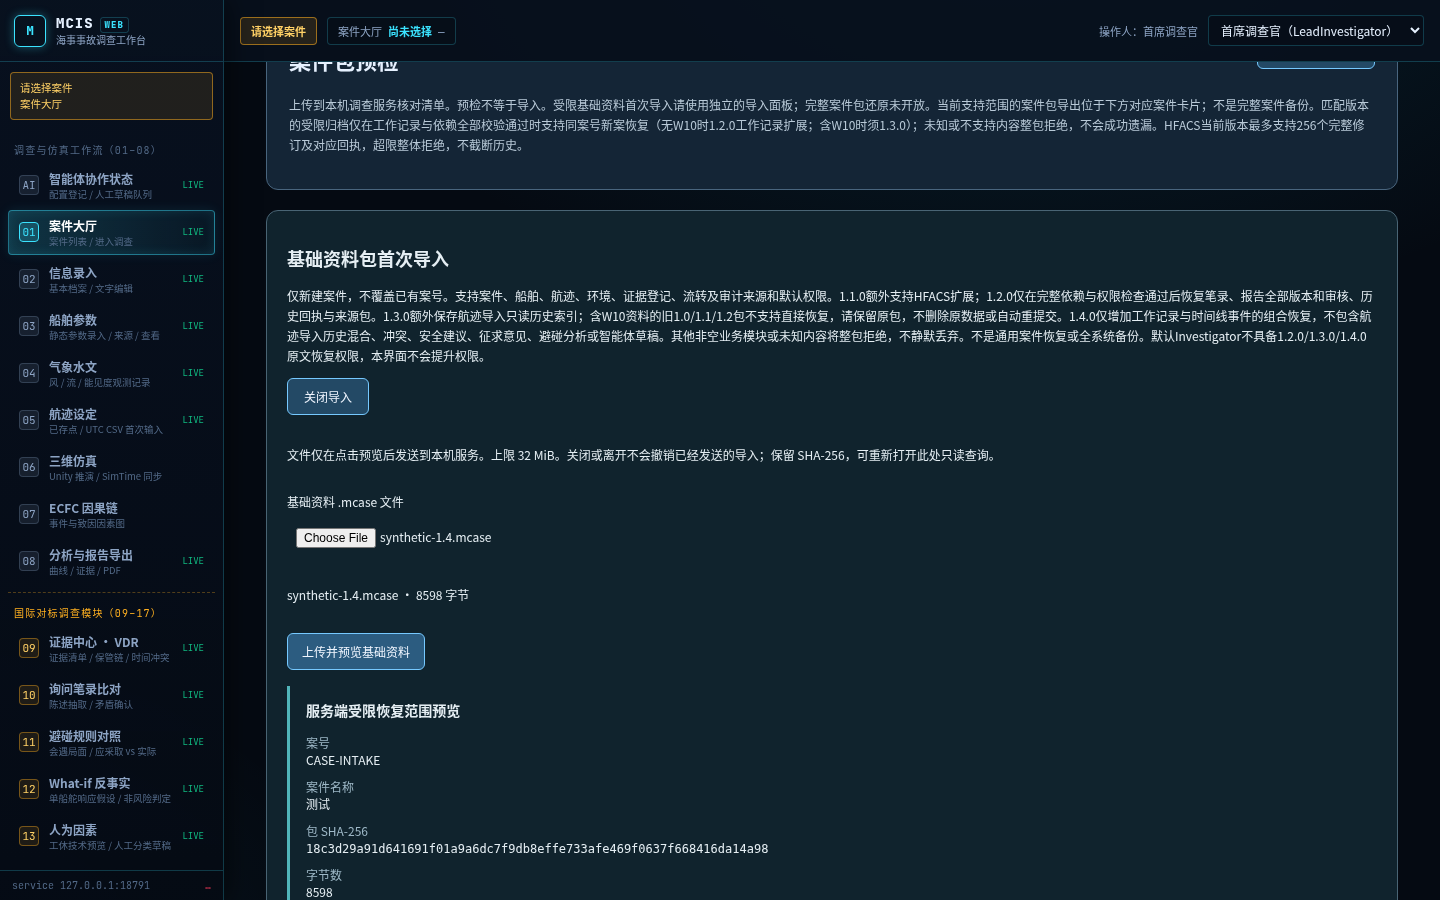 M
MCIS WEB
海事事故调查工作台
请选择案件
案件大厅 尚未选择 —
操作人：首席调查官
首席调查官（LeadInvestigator）
请选择案件
案件大厅
调查与仿真工作流（01-08）
AI 智能体协作状态 LIVE
配置登记 / 人工草稿队列
01 案件大厅 LIVE
案件列表 / 进入调查
02 信息录入 LIVE
基本档案 / 文字编辑
03 船舶参数 LIVE
静态参数录入 / 来源 / 查看
04 气象水文 LIVE
风 / 流 / 能见度观测记录
05 航迹设定 LIVE
已存点 / UTC CSV 首次输入
06 三维仿真
Unity 推演 / SimTime 同步
07 ECFC 因果链
事件与致因因素图
08 分析与报告导出 LIVE
曲线 / 证据 / PDF
国际对标调查模块（09-17）
09 证据中心 · VDR LIVE
证据清单 / 保管链 / 时间冲突
10 询问笔录比对 LIVE
陈述抽取 / 矛盾确认
11 避碰规则对照 LIVE
会遇局面 / 应采取 vs 实际
12 What-if 反事实 LIVE
单船舵响应假设 / 非风险判定
13 人为因素 LIVE
工休技术预览 / 人工分类草稿
service 127.0.0.1:18791 …
案件包预检
上传到本机调查服务核对清单。预检不等于导入。受限基础资料首次导入请使用独立的导入面板；完整案件包还原未开放。当前支持范围的案件包导出位于下方对应案件卡片；不是完整案件备份。匹配版本
的受限归档仅在工作记录与依赖全部校验通过时支持同案号新案恢复（无W10时1.2.0工作记录扩展；含W10时须1.3.0）；未知或不支持内容整包拒绝，不会成功遗漏。HFACS当前版本最多支持256个完整修
订及对应回执，超限整体拒绝，不截断历史。
基础资料包首次导入
仅新建案件，不覆盖已有案号。支持案件、船舶、航迹、环境、证据登记、流转及审计来源和默认权限。1.1.0额外支持HFACS扩展；1.2.0仅在完整依赖与权限检查通过后恢复笔录、报告全部版本和审核、历
史回执与来源包。1.3.0额外保存航迹导入只读历史索引；含W10资料的旧1.0/1.1/1.2包不支持直接恢复，请保留原包，不删除原数据或自动重提交。1.4.0仅增加工作记录与时间线事件的组合恢复，不包含航
迹导入历史混合、冲突、安全建议、征求意见、避碰分析或智能体草稿。其他非空业务模块或未知内容将整包拒绝，不静默丢弃。不是通用案件恢复或全系统备份。默认Investigator不具备1.2.0/1.3.0/1.4.0
原文恢复权限，本界面不会提升权限。
关闭导入
文件仅在点击预览后发送到本机服务。上限 32 MiB。关闭或离开不会撤销已经发送的导入；保留 SHA-256，可重新打开此处只读查询。
基础资料 .mcase 文件
Choose File synthetic-1.4.mcase
synthetic-1.4.mcase · 8598 字节
上传并预览基础资料
服务端受限恢复范围预览
案号
CASE-INTAKE
案件名称
测试
包 SHA-256
18c3d29a91d641691f01a9a6dc7f9db8effe733afe469f0637f668416da14a98
字节数
8598